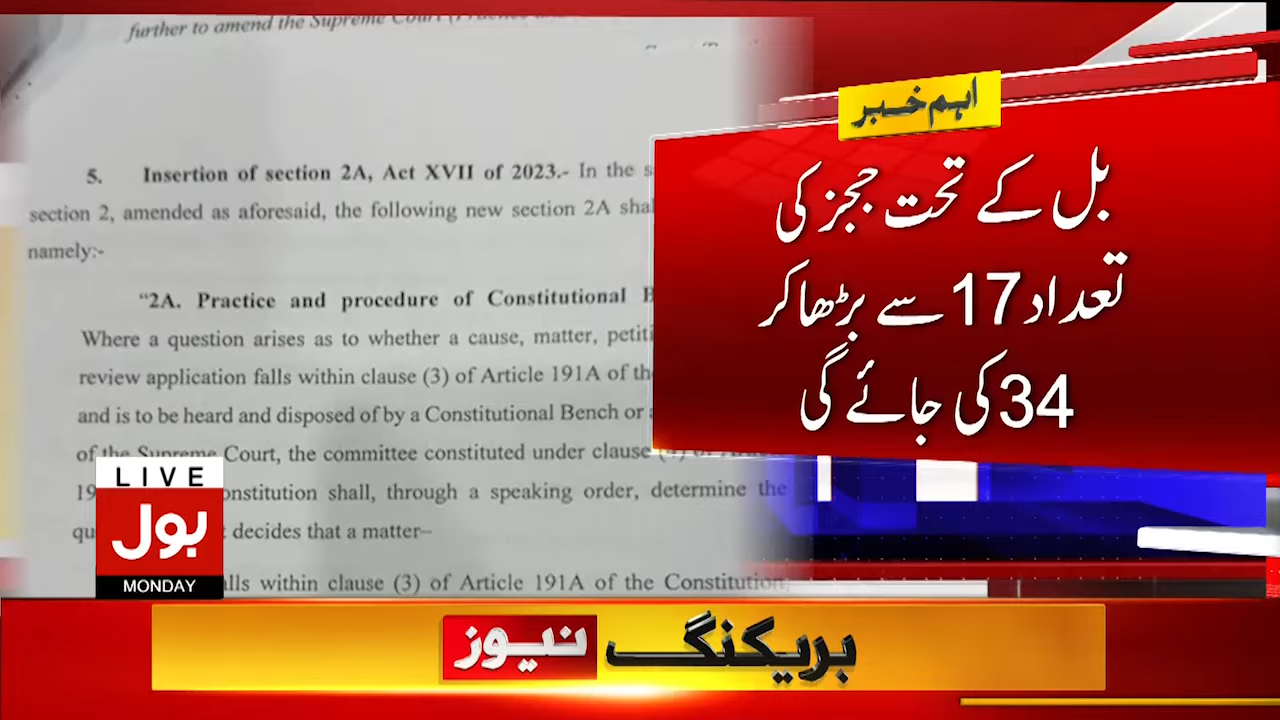 further to amend the Supreme Court
5. Insertion of section 2A, Act XVII of 2023.- In the
section 2, amended as aforesaid, the following new section 2A
namely:-
"2A. Practice and procedure of Constitutional
Where a question arises as to whether a cause, matter,
review application falls within clause (3) of Article 191A of
and is to be heard and disposed of by a Constitutional Bench or
of the Supreme Court, the committee constituted under clause
shall, through a speaking order, determine the
decides that a matter–
within clause (3) of Article 191A of the Constitution
اہم خبر
بل کے تحت ججز کی
تعداد 17 سے بڑھا کر
34 کی جائے گی
LIVE
بول
MONDAY
بریکنگ نیوز